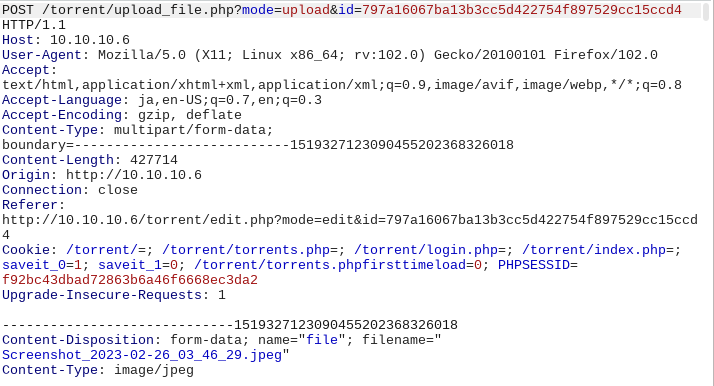 POST /torrent/upload_file.php?mode=upload&id=797a16067ba13b3cc5d422754f897529cc15ccd4
HTTP/1.1
Host: 10.10.10.6
User-Agent: Mozilla/5.0 (X11; Linux x86_64; rv:102.0) Gecko/20100101 Firefox/102.0
Accept:
text/html,application/xhtml+xml,application/xml;q=0.9,image/avif,image/webp,*/*;q=0.8
Accept-Language: ja,en-US;q=0.7,en;q=0.3
Accept-Encoding: gzip, deflate
Content-Type: multipart/form-data;
boundary=---------------------------1519327123090455202368326018
Content-Length: 427714
Origin: http://10.10.10.6
Connection: close
Referer:
http://10.10.10.6/torrent/edit.php?mode=edit&id=797a16067ba13b3cc5d422754f897529cc15ccd
4
Cookie: /torrent/=; /torrent/torrents.php=; /torrent/login.php=; /torrent/index.php=;
saveit_0=1; saveit_1=0; /torrent/torrents.phpfirsttimeload=0; PHPSESSID=
f92bc43dbad72863b6a46f6668ec3da2
Upgrade-Insecure-Requests: 1

-----------------------------1519327123090455202368326018
Content-Disposition: form-data; name="file"; filename="
Screenshot_2023-02-26_03_46_29.jpeg"
Content-Type: image/jpeg